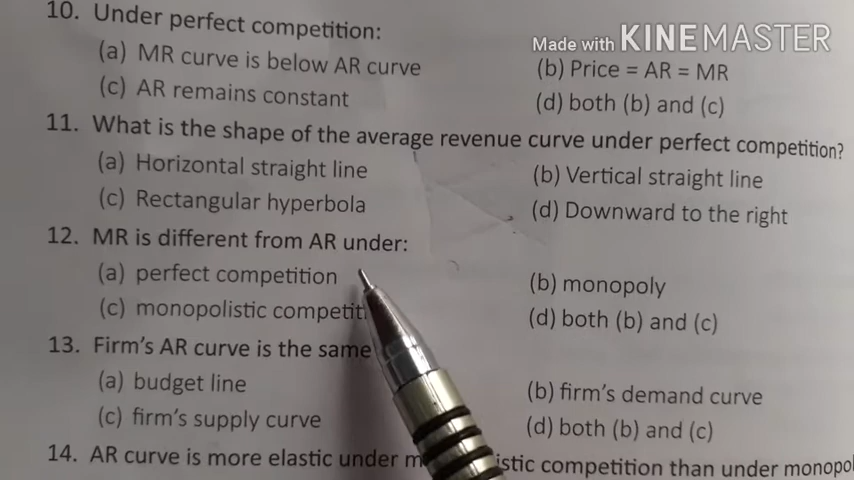 10. Under perfect competition:
Made with KINEMASTER
(a) MR curve is below AR curve
(b) Price = AR = MR
(c) AR remains constant
(d) both (b) and (c)
11. What is the shape of the average revenue curve under perfect competition?
(a) Horizontal straight line
(b) Vertical straight line
(c) Rectangular hyperbola
(d) Downward to the right
12. MR is different from AR under:
(a) perfect competition
(b) monopoly
(c) monopolistic
(d) both (b) and (c)
13. Firm's AR curve is the same
(a) budget line
(b) firm's demand curve
(c) firm's supply curve
(d) both (b) and (c)
14. AR curve is more elastic under competition than under